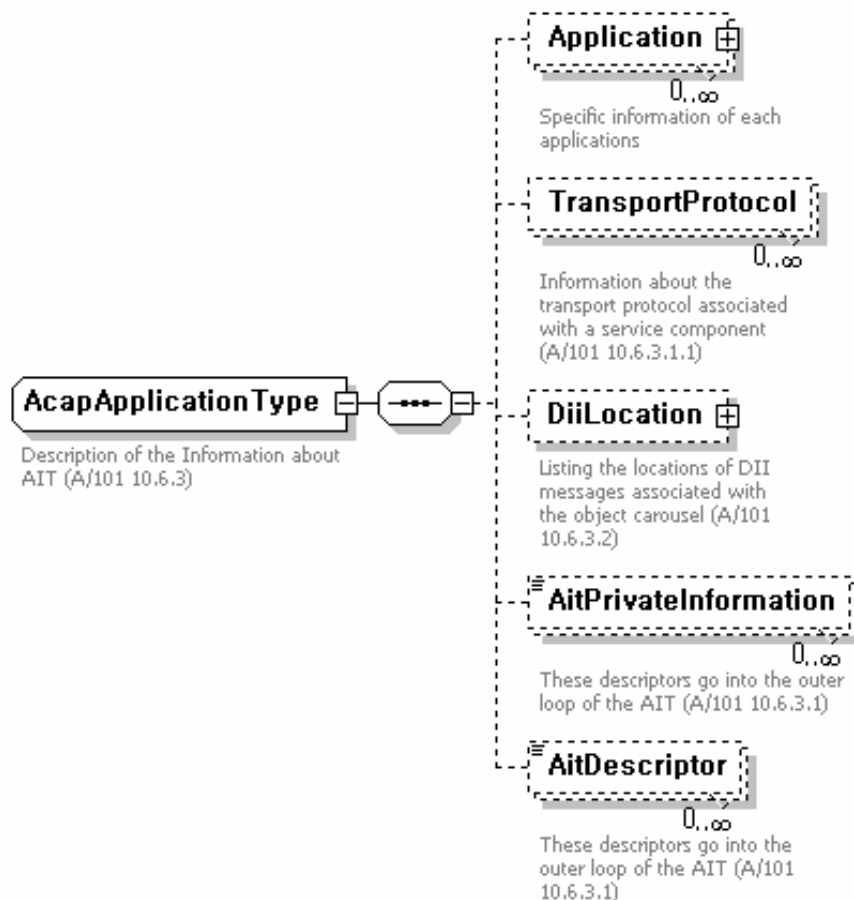 Application
0..∞
Specific information of each
applications
TransportProtocol
0..∞
Information about the
transport protocol associated
with a service component
(A/101 10.6.3.1.1)
AcapApplicationType
Description of the Information about
AIT (A/101 10.6.3)
DiiLocation
Listing the locations of DII
messages associated with
the object carousel (A/101
10.6.3.2)
AitPrivateInformation
0..∞
These descriptors go into the outer
loop of the AIT (A/101 10.6.3.1)
AitDescriptor
0..∞
These descriptors go into the
outer loop of the AIT (A/101
10.6.3.1)